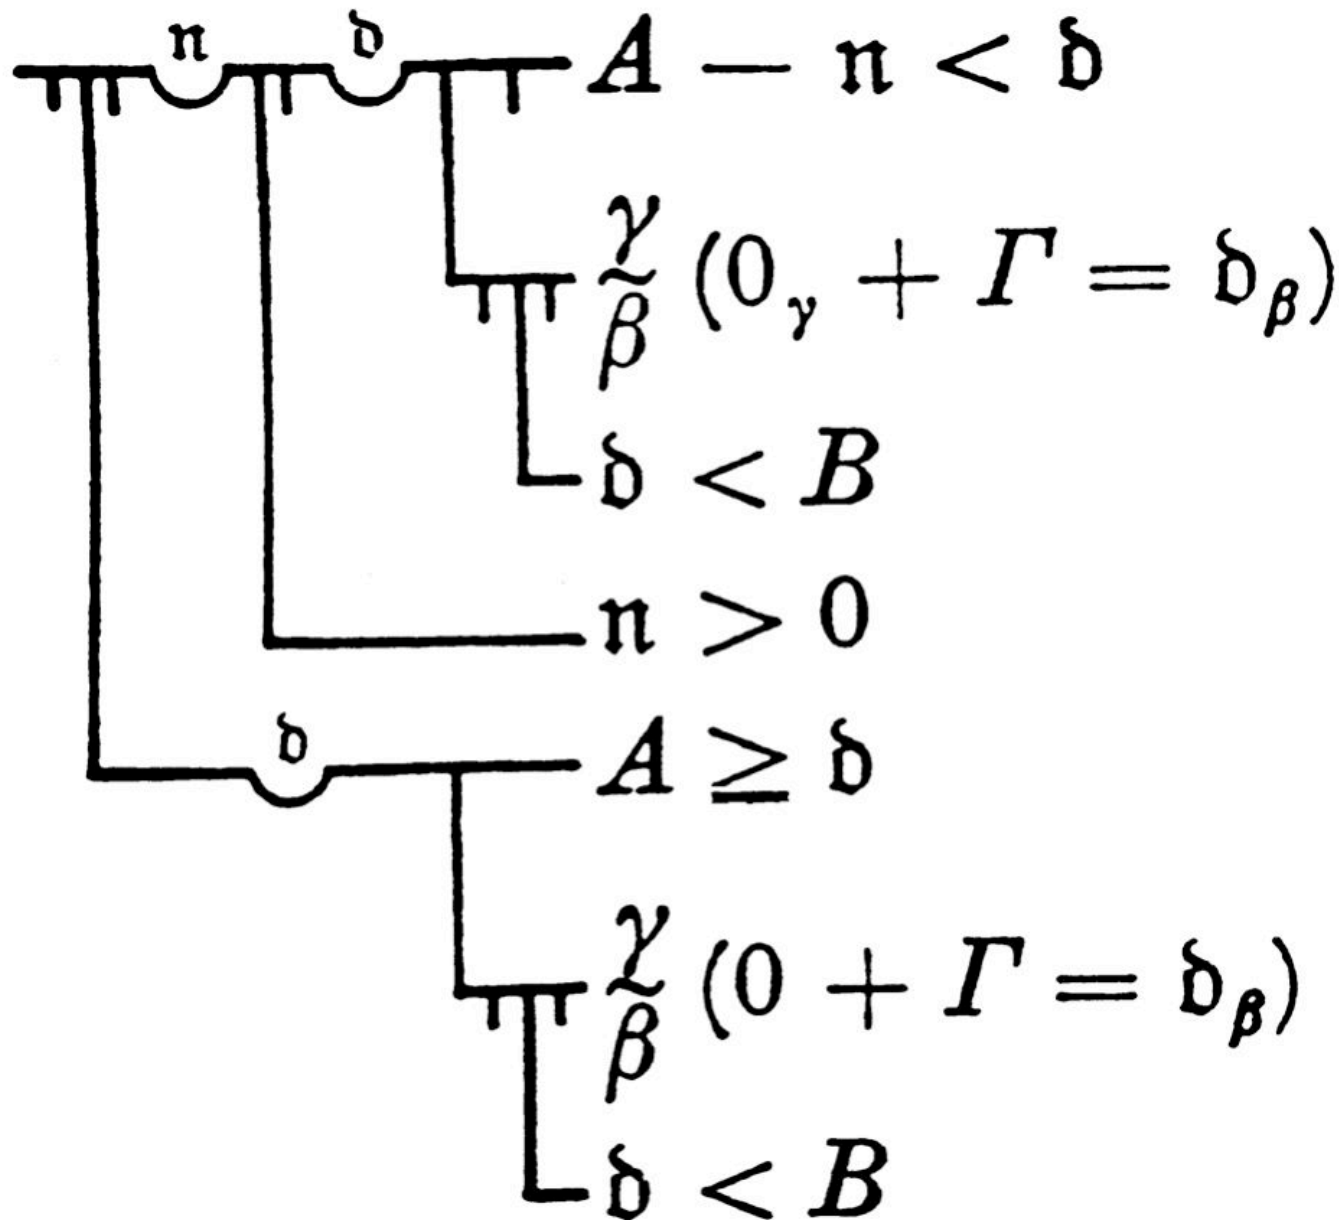 𝔫 𝔡 A — 𝔫 < 𝔡
γ͠β (0_γ + Γ = 𝔡_β)
𝔡 < B
𝔫 > 0
𝔡 A ≧ 𝔡
γ͠β (0 + Γ = 𝔡_β)
𝔡 < B